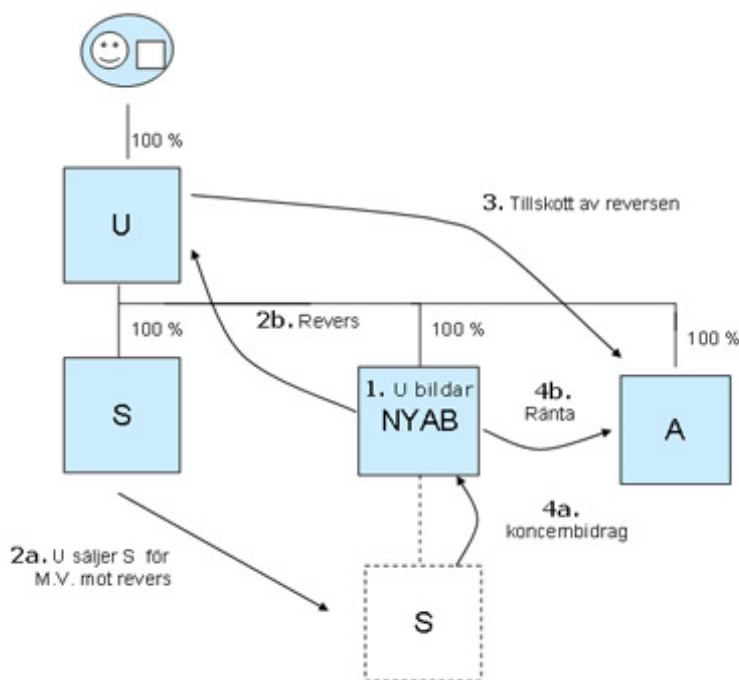 100 %
U
3. Tillskott av reversen
100 %
2b. Revers
100 %
100 %
S
1. U bildar
NYAB
4b.
Ränta
A
4a.
koncernbidrag
2a. U säljer S för
M.V. mot revers
S